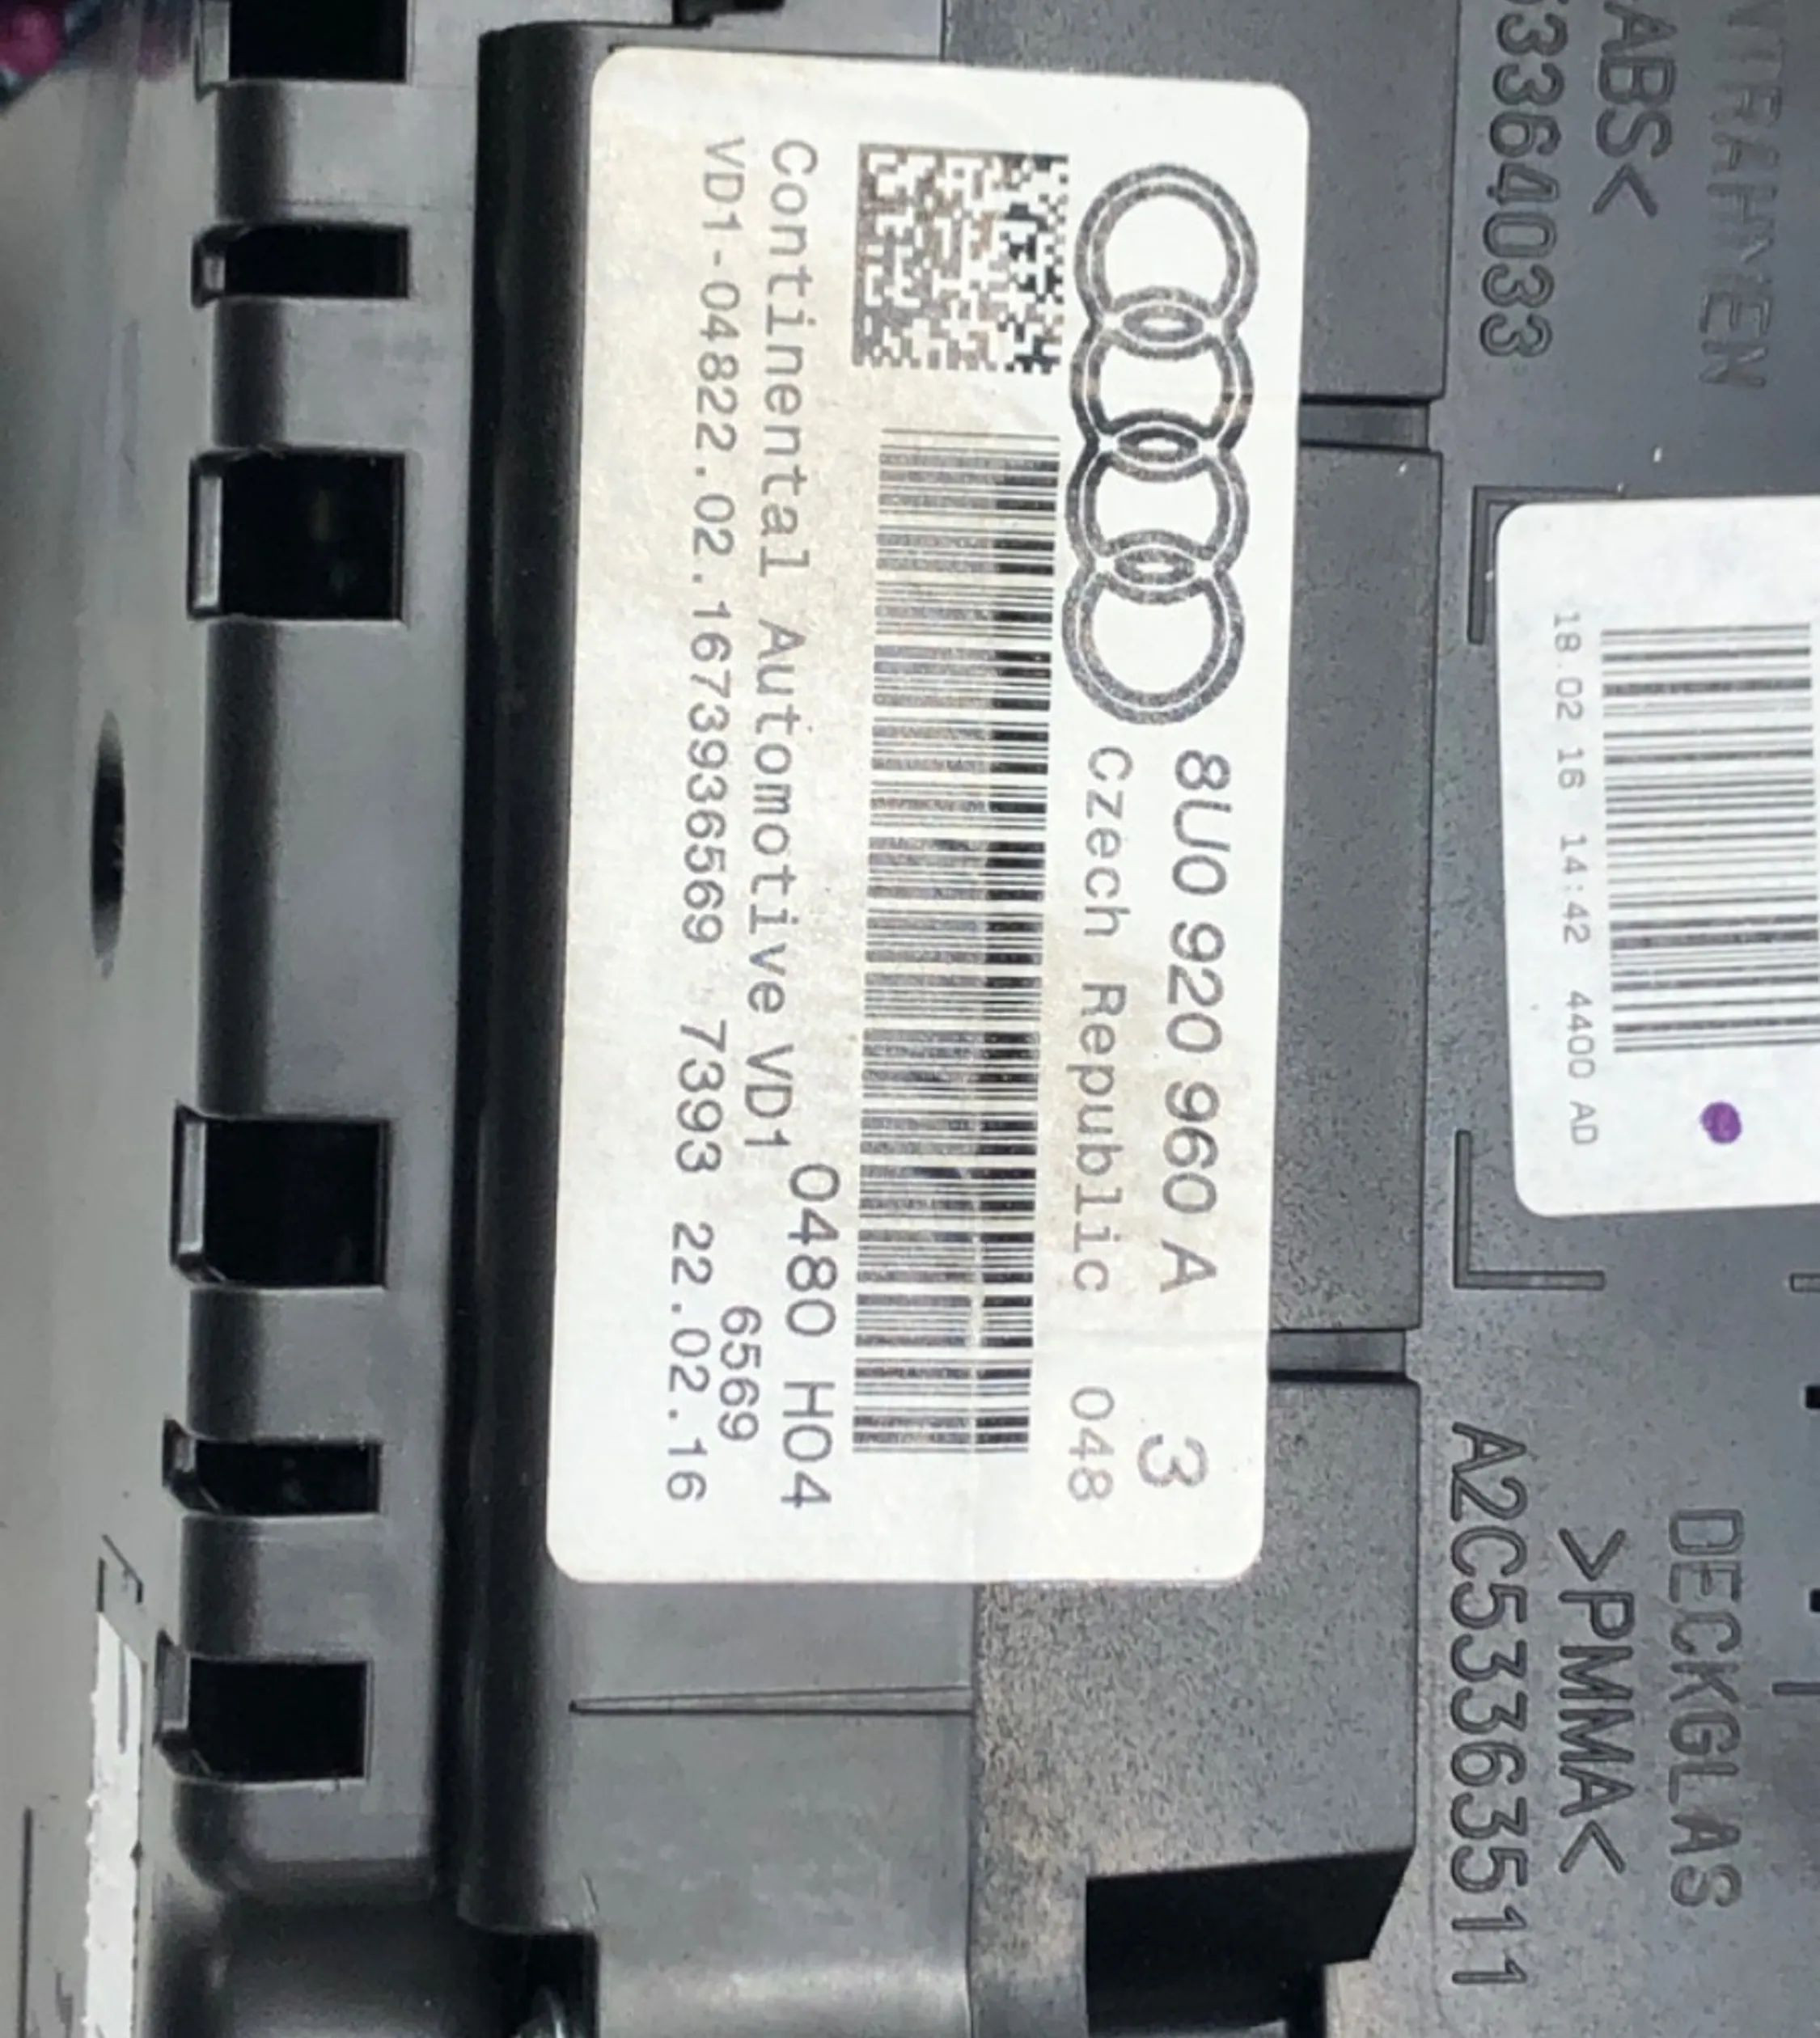 8U0 920 960 A 3
Czech Republic 048
0480 H04
Continental Automotive VD1 6569
VD1-04822.02.1673936569 7393 22.02.16
18.02 16 14:42 4400 AD
>ABS<
DECKGLAS
>PMMA<
A2C53363511